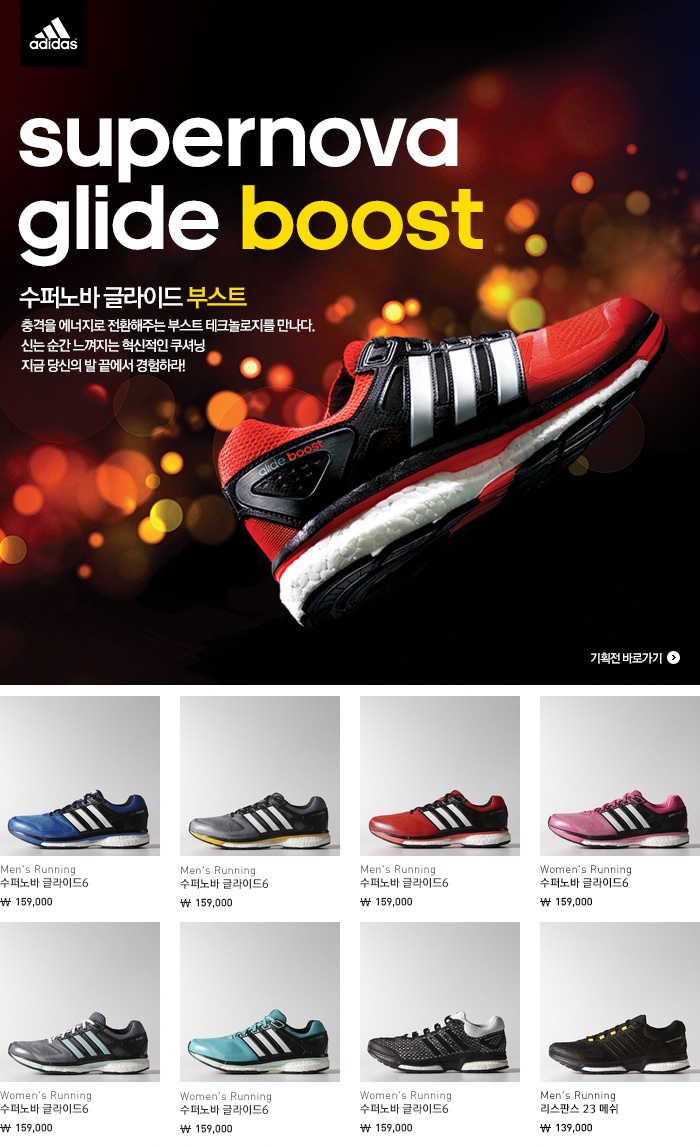 adidas
supernova
glide boost
수퍼노바 글라이드 부스트
충격을 에너지로 전환해주는 부스트 테크놀로지를 만나다.
신는 순간 느껴지는 혁신적인 쿠셔닝
지금 당신의 발 끝에서 경험하라!
glide boost
기획전 바로가기
Men's Running
수퍼노바 글라이드6
₩ 159,000
Men's Running
수퍼노바 글라이드6
₩ 159,000
Men's Running
수퍼노바 글라이드6
₩ 159,000
Women's Running
수퍼노바 글라이드6
₩ 159,000
Women's Running
수퍼노바 글라이드6
₩ 159,000
Women's Running
수퍼노바 글라이드6
₩ 159,000
Women's Running
수퍼노바 글라이드6
₩ 159,000
Men's Running
리스판스 23 메쉬
₩ 139,000